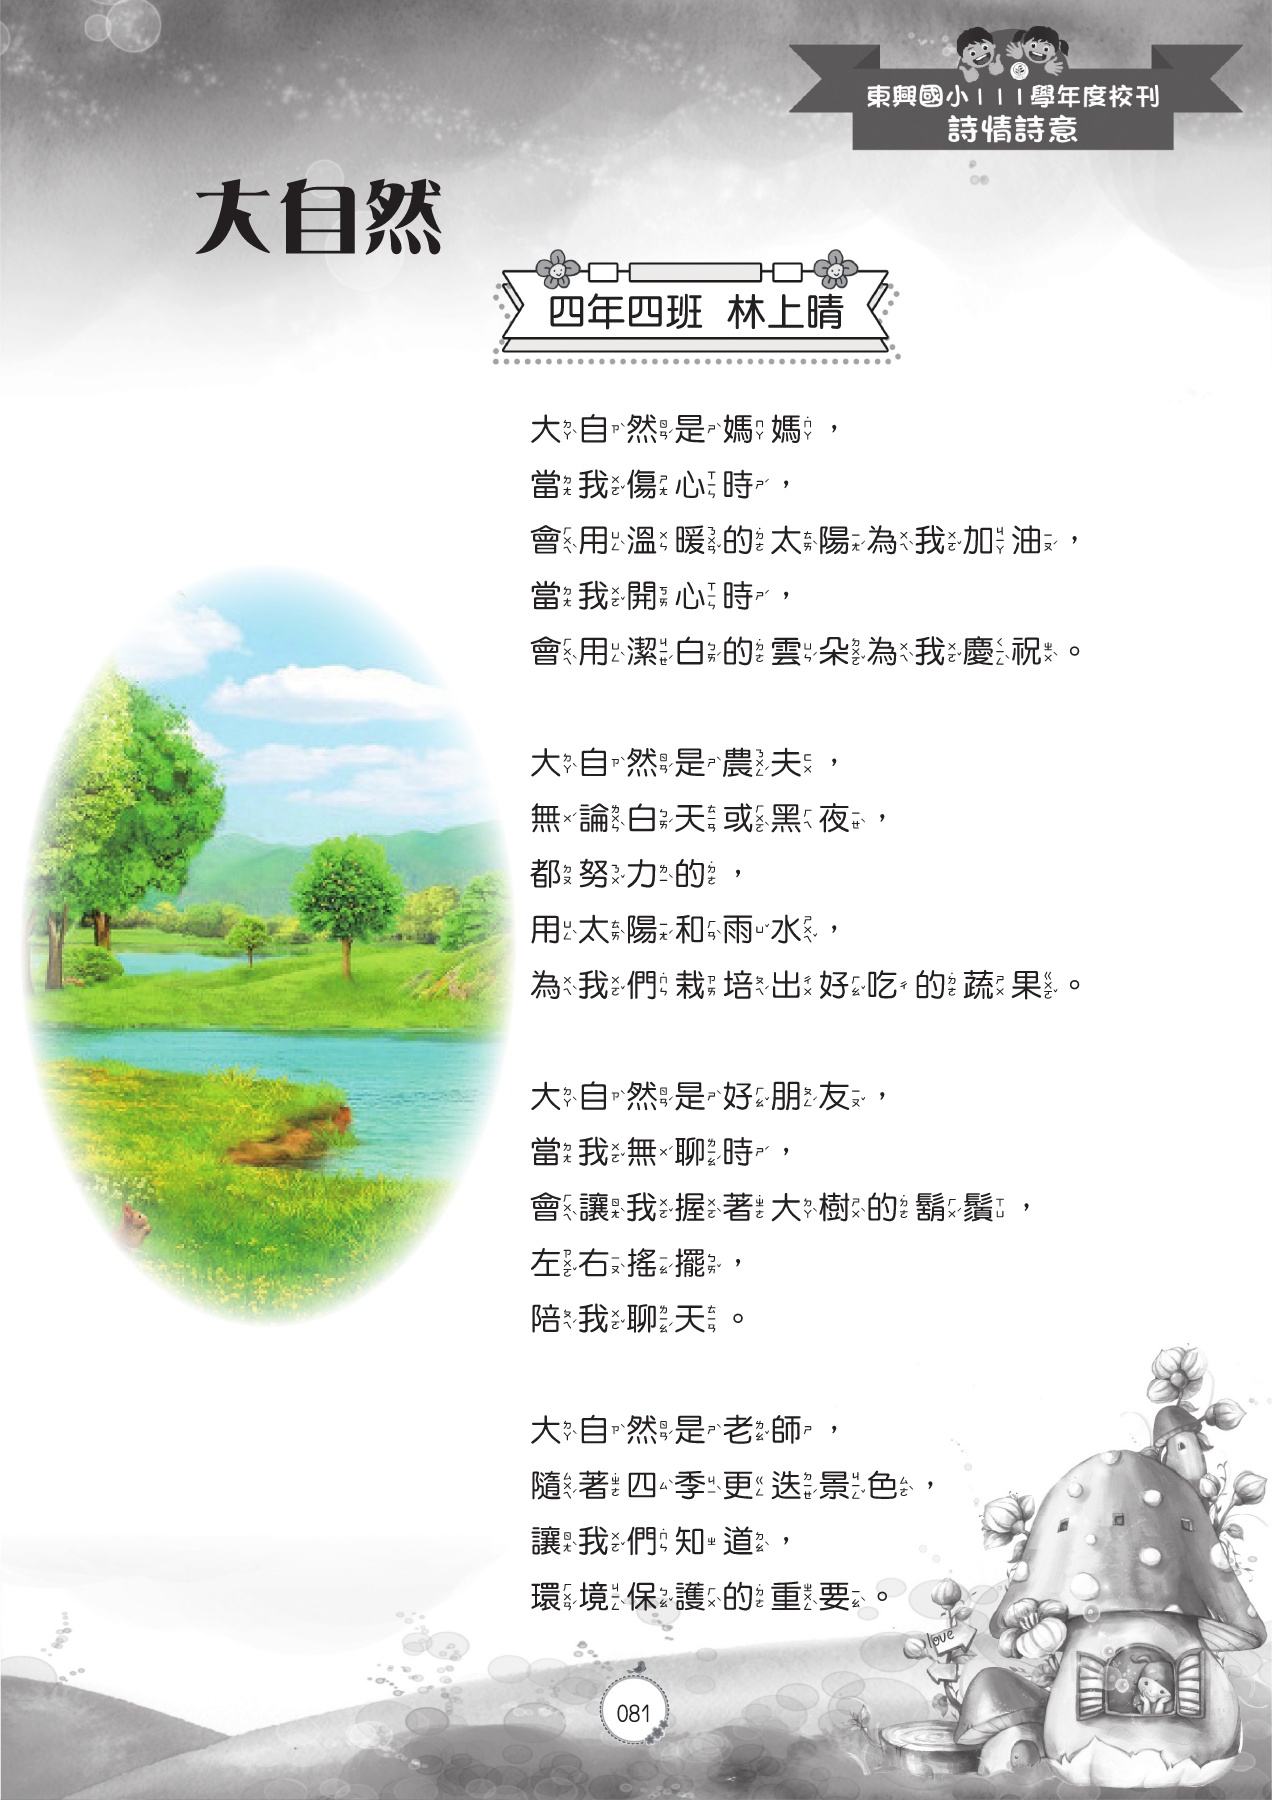 東興國小111學年度校刊
詩情詩意
大自然
四年四班 林上晴
大自然是媽媽，
當我傷心時，
會用溫暖的太陽為我加油，
當我開心時，
會用潔白的雲朵為我慶祝。
大自然是農夫，
無論白天或黑夜，
都努力的，
用太陽和雨水，
為我們栽培出好吃的蔬果。
大自然是好朋友，
當我無聊時，
會讓我握著大樹的鬍鬚，
左右搖擺，
陪我聊天。
大自然是老師，
隨著四季更迭景色，
讓我們知道，
環境保護的重要。
love
081